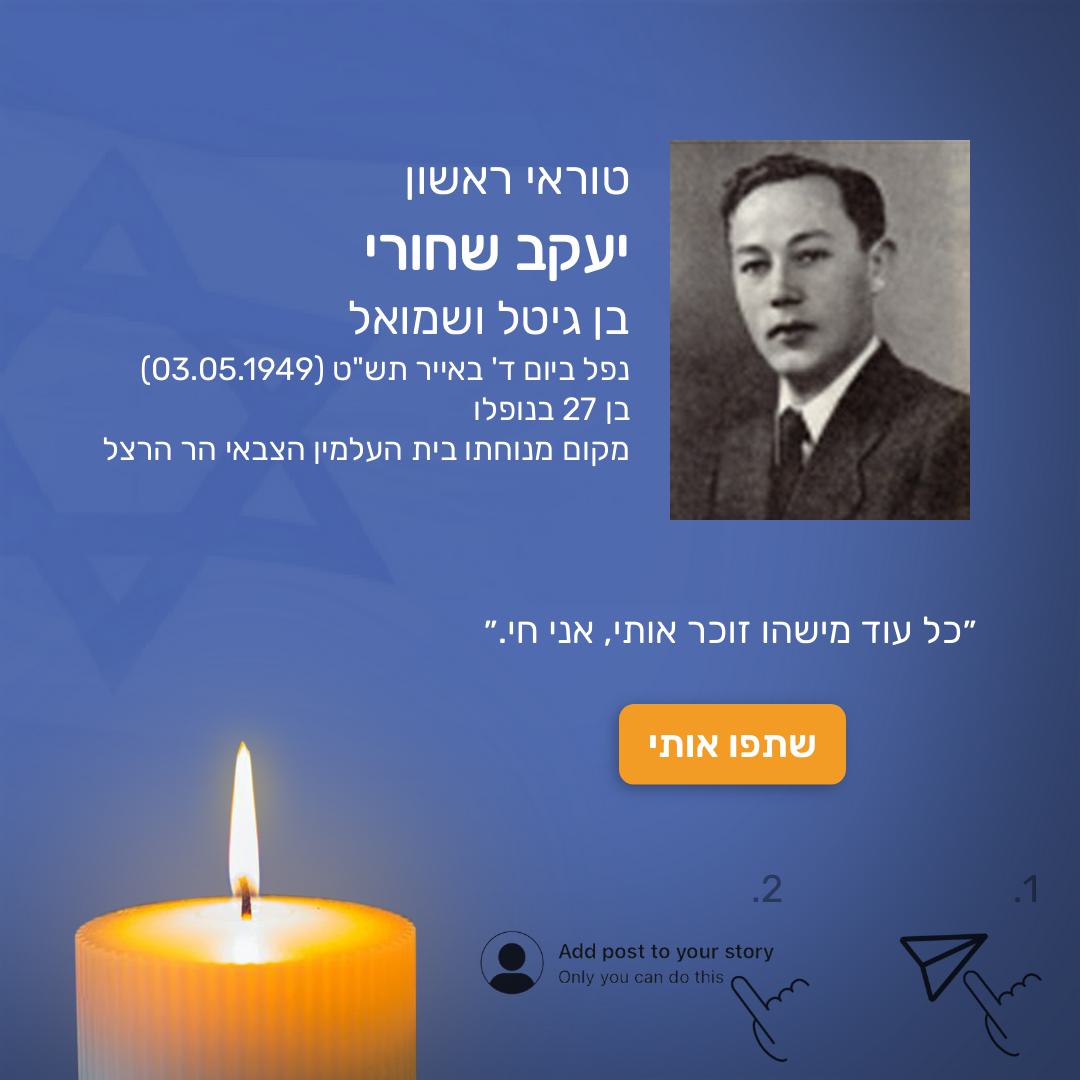 טוראי ראשון
יעקב שחורי
בן גיטל ושמואל
נפל ביום ד' באייר תש"ט (03.05.1949)
בן 27 בנופלו
מקום מנוחתו בית העלמין הצבאי הר הרצל
״כל עוד מישהו זוכר אותי, אני חי.״
שתפו אותי
1.
2.
Add post to your story
Only you can do this